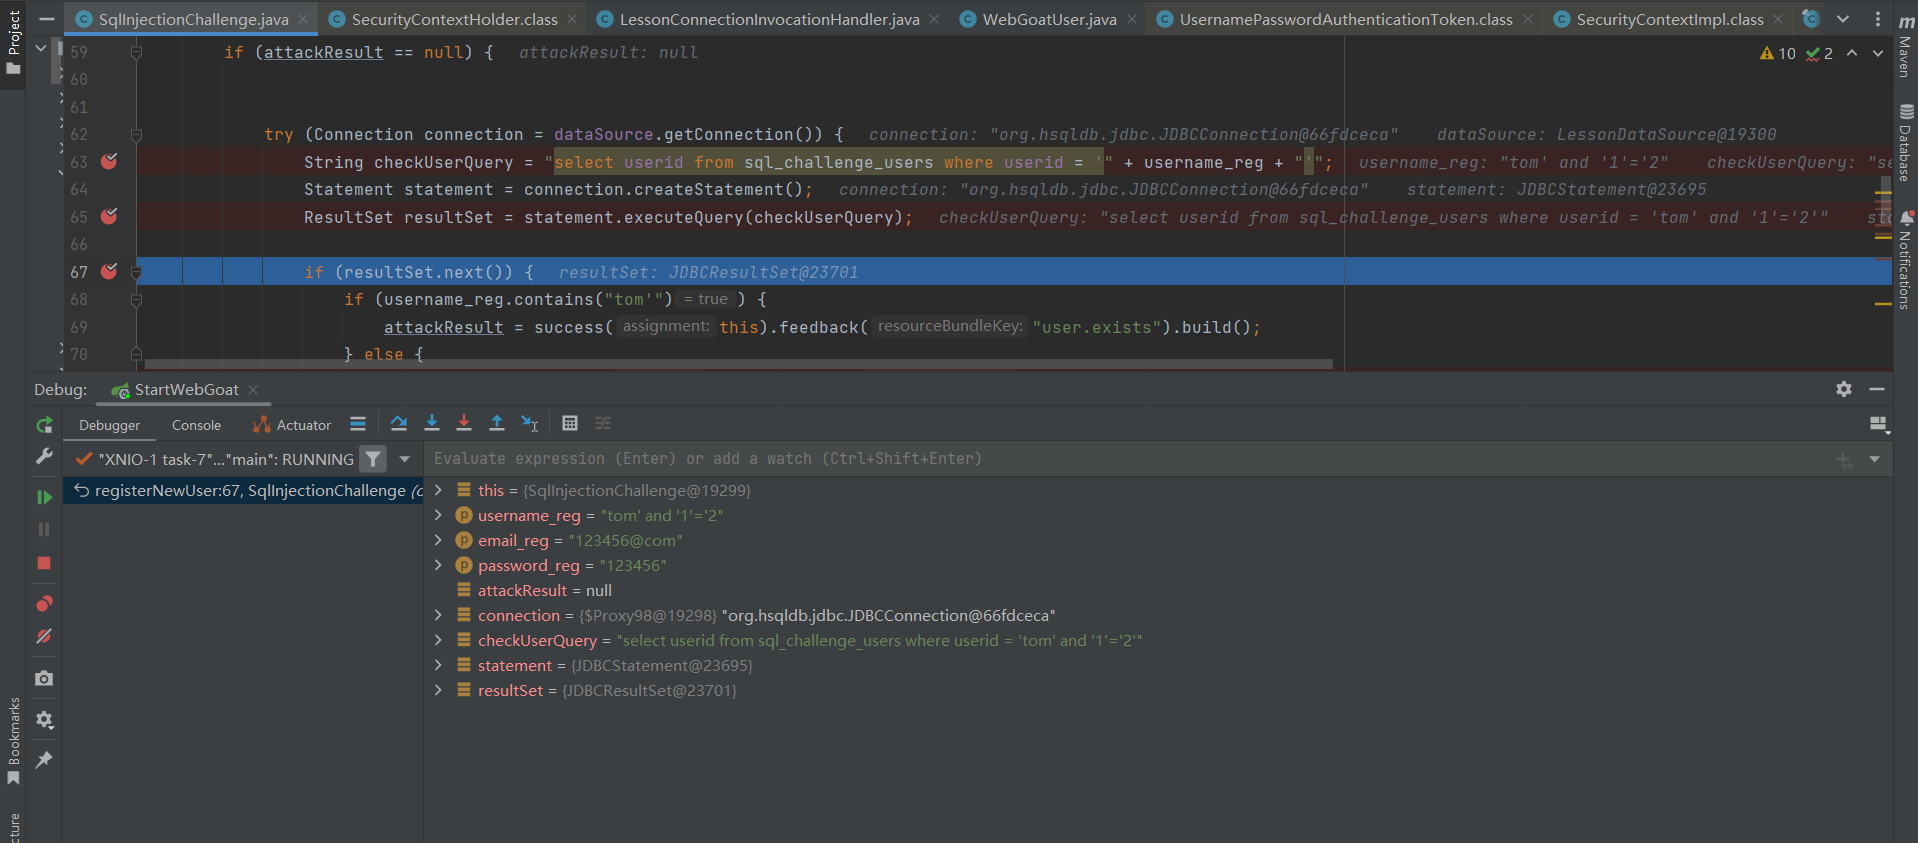 Project
SqlInjectionChallenge.java
SecurityContextHolder.class
LessonConnectionInvocationHandler.java
WebGoatUser.java
UsernamePasswordAuthenticationToken.class
SecurityContextImpl.class
Maven
Database
Notifications
10 2
59 if (attackResult == null) { attackResult: null
60
61
62 try (Connection connection = dataSource.getConnection()) { connection: "org.hsqldb.jdbc.JDBCConnection@66fdceca" dataSource: LessonDataSource@19300
63 String checkUserQuery = "select userid from sql_challenge_users where userid = '" + username_reg + "'"; username_reg: "tom' and '1'='2" checkUserQuery: "se
64 Statement statement = connection.createStatement(); connection: "org.hsqldb.jdbc.JDBCConnection@66fdceca" statement: JDBCStatement@23695
65 ResultSet resultSet = statement.executeQuery(checkUserQuery); checkUserQuery: "select userid from sql_challenge_users where userid = 'tom' and '1'='2'" sta
66
67 if (resultSet.next()) { resultSet: JDBCResultSet@23701
68 if (username_reg.contains("tom'") = true ) {
69 attackResult = success( assignment: this).feedback( resourceBundleKey: "user.exists").build();
70 } else {
Debug: StartWebGoat
Debugger Console Actuator
"XNIO-1 task-7"..."main": RUNNING
Evaluate expression (Enter) or add a watch (Ctrl+Shift+Enter)
registerNewUser:67, SqlInjectionChallenge (c
this = {SqlInjectionChallenge@19299}
username_reg = "tom' and '1'='2"
email_reg = "123456@com"
password_reg = "123456"
attackResult = null
connection = {$Proxy98@19298} "org.hsqldb.jdbc.JDBCConnection@66fdceca"
checkUserQuery = "select userid from sql_challenge_users where userid = 'tom' and '1'='2'"
statement = {JDBCStatement@23695}
resultSet = {JDBCResultSet@23701}
Bookmarks
cture